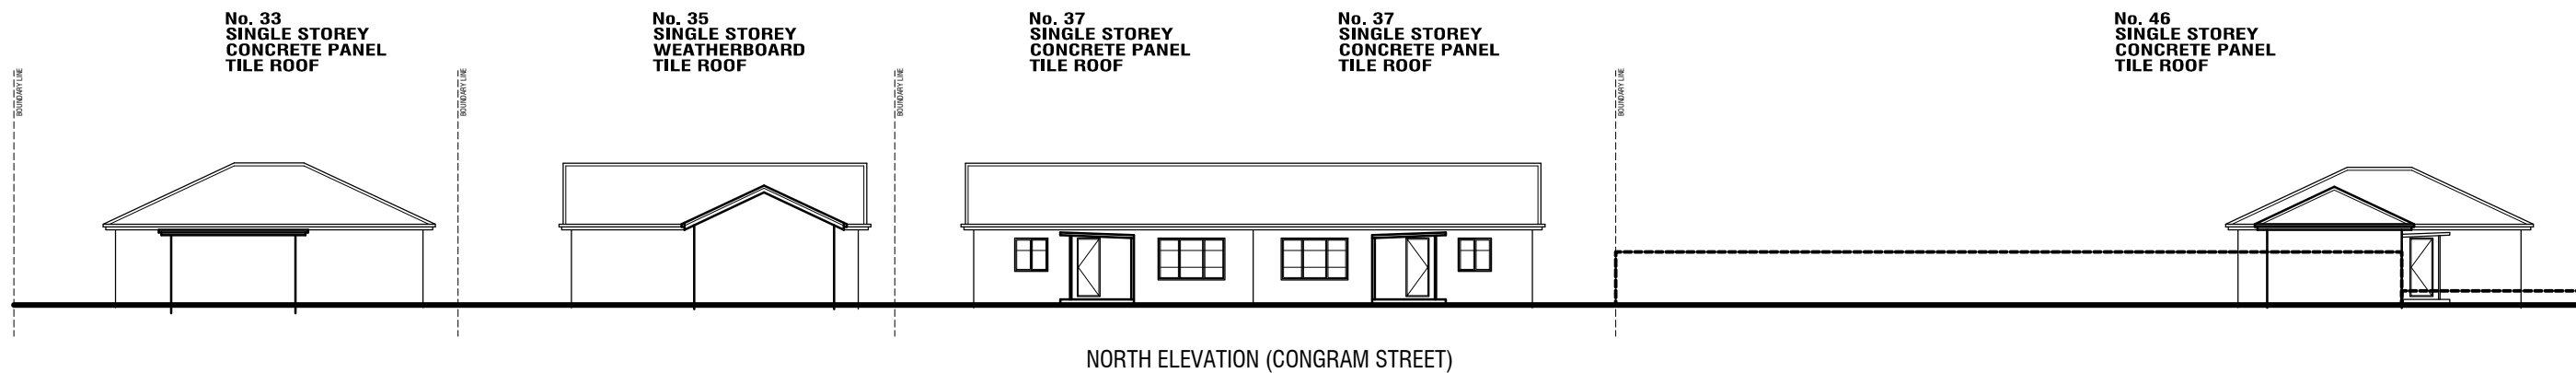 No. 33
SINGLE STOREY
CONCRETE PANEL
TILE ROOF
No. 35
SINGLE STOREY
WEATHERBOARD
TILE ROOF
No. 37
SINGLE STOREY
CONCRETE PANEL
TILE ROOF
No. 37
SINGLE STOREY
CONCRETE PANEL
TILE ROOF
No. 46
SINGLE STOREY
CONCRETE PANEL
TILE ROOF
BOUNDARY LINE
BOUNDARY LINE
BOUNDARY LINE
BOUNDARY LINE
NORTH ELEVATION (CONGRAM STREET)